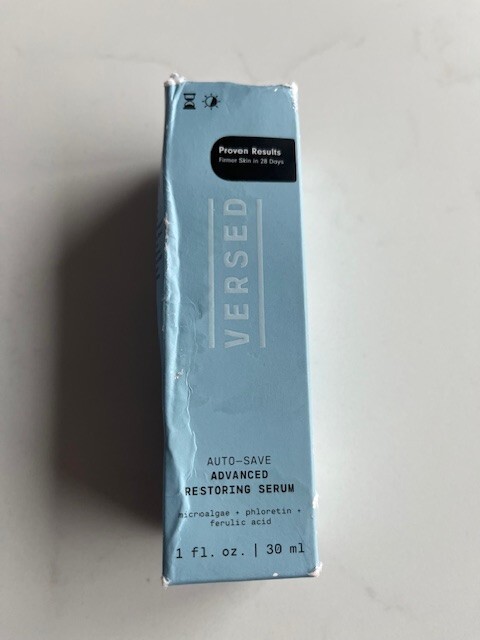 Proven Results
Firmer Skin in 28 Days
VERSED
AUTO—SAVE
ADVANCED
RESTORING SERUM
microalgae + phloretin +
ferulic acid
1 fl. oz. | 30 ml